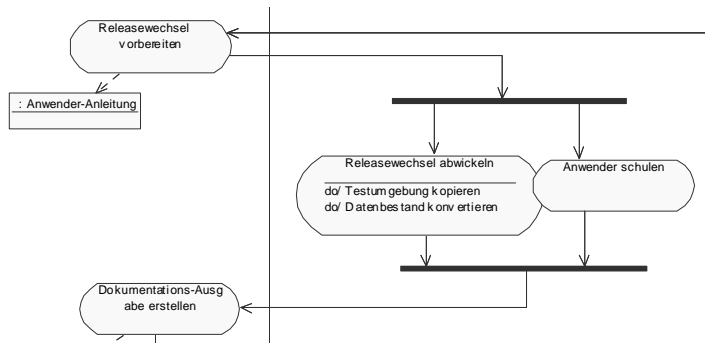 Releasewechsel
vorbereiten
: Anwender-Anleitung
Releasewechsel abwickeln
do/ Testumgebung kopieren
do/ Datenbestand konvertieren
Anwender schulen
Dokumentations-Ausg
abe erstellen